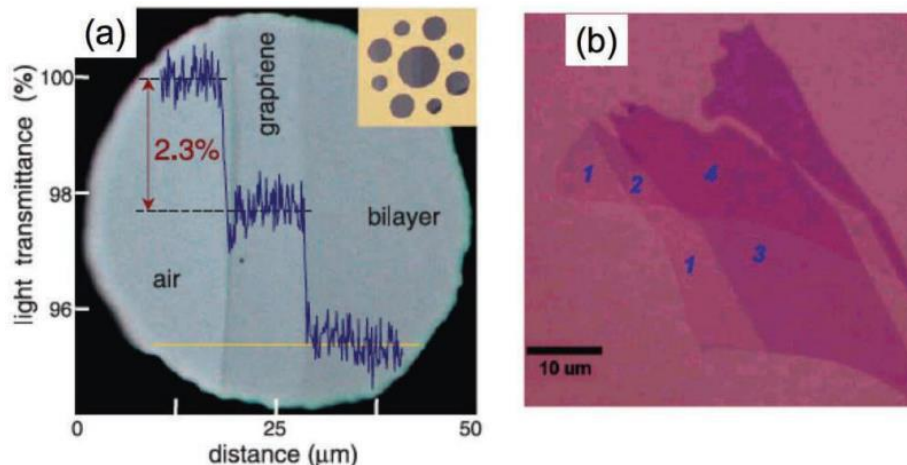 (a)
light transmittance (%)
100
98
96
2.3%
air
graphene
bilayer
0
25
50
distance (μm)
(b)
1
2
4
1
3
10 um